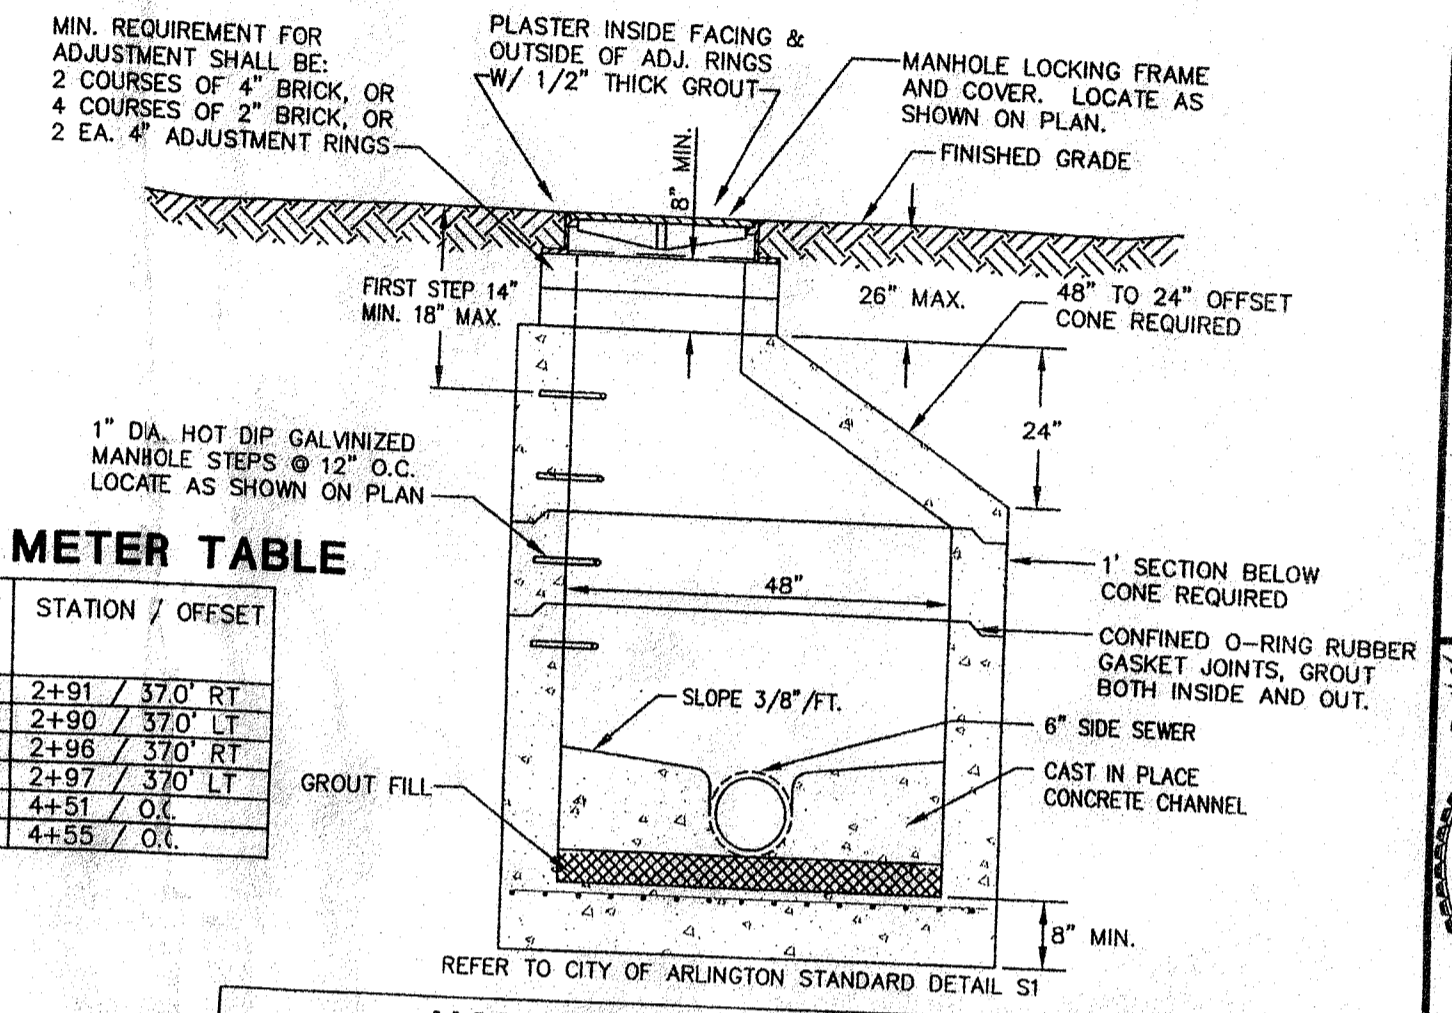 MIN. REQUIREMENT FOR
ADJUSTMENT SHALL BE:
2 COURSES OF 4" BRICK, OR
4 COURSES OF 2" BRICK, OR
2 EA. 4" ADJUSTMENT RINGS
PLASTER INSIDE FACING &
OUTSIDE OF ADJ. RINGS
W/ 1/2" THICK GROUT
MANHOLE LOCKING FRAME
AND COVER. LOCATE AS
SHOWN ON PLAN.
FINISHED GRADE
8" MIN.
FIRST STEP 14"
MIN. 18" MAX.
26" MAX.
48" TO 24" OFFSET
CONE REQUIRED
24"
1" DIA. HOT DIP GALVINIZED
MANHOLE STEPS @ 12" O.C.
LOCATE AS SHOWN ON PLAN
METER TABLE
STATION / OFFSET
2+91 / 37.0' RT
2+90 / 37.0' LT
2+96 / 37.0' RT
2+97 / 37.0' LT
4+51 / 0.
4+55 / 0.
48"
1' SECTION BELOW
CONE REQUIRED
CONFINED O-RING RUBBER
GASKET JOINTS, GROUT
BOTH INSIDE AND OUT.
SLOPE 3/8"/FT.
6" SIDE SEWER
GROUT FILL
CAST IN PLACE
CONCRETE CHANNEL
8" MIN.
REFER TO CITY OF ARLINGTON STANDARD DETAIL S1